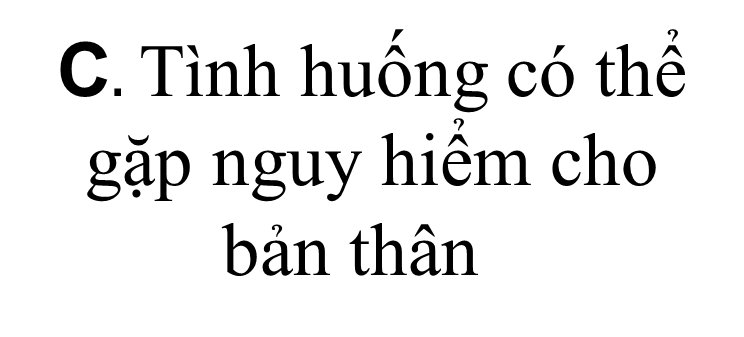 C. Tình huống có thể
gặp nguy hiểm cho
bản thân